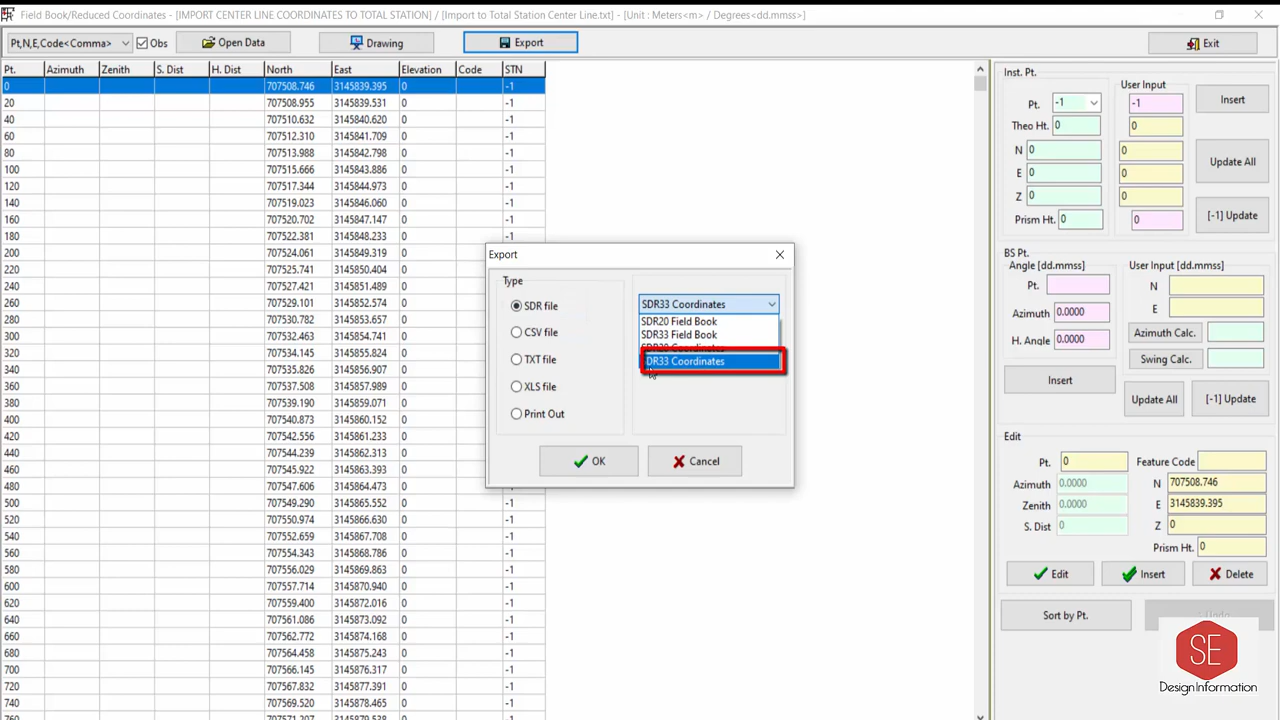 Field Book/Reduced Coordinates - [IMPORT CENTER LINE COORDINATES TO TOTAL STATION] / [Import to Total Station Center Line.txt] - [Unit : Meters<m> / Degrees<dd.mmss>]
Pt,N,E,Code<Comma> Obs Open Data Drawing Export Exit
Pt. Azimuth Zenith S. Dist H. Dist North East Elevation Code STN
0 707508.746 3145839.395 0 -1
20 707508.955 3145839.531 0 -1
40 707510.632 3145840.620 0 -1
60 707512.310 3145841.709 0 -1
80 707513.988 3145842.798 0 -1
100 707515.666 3145843.886 0 -1
120 707517.344 3145844.973 0 -1
140 707519.023 3145846.060 0 -1
160 707520.702 3145847.147 0 -1
180 707522.381 3145848.233 0 -1
200 707524.061 3145849.319 0
220 707525.741 3145850.404 0
240 707527.421 3145851.489 0
260 707529.101 3145852.574 0
280 707530.782 3145853.657 0
300 707532.463 3145854.741 0
320 707534.145 3145855.824 0
340 707535.826 3145856.907 0
360 707537.508 3145857.989 0
380 707539.190 3145859.071 0
400 707540.873 3145860.152 0
420 707542.556 3145861.233 0
440 707544.239 3145862.313 0
460 707545.922 3145863.393 0
480 707547.606 3145864.473 0
500 707549.290 3145865.552 0 -1
520 707550.974 3145866.630 0 -1
540 707552.659 3145867.708 0 -1
560 707554.343 3145868.786 0 -1
580 707556.029 3145869.863 0 -1
600 707557.714 3145870.940 0 -1
620 707559.400 3145872.016 0 -1
640 707561.086 3145873.092 0 -1
660 707562.772 3145874.168 0 -1
680 707564.458 3145875.243 0 -1
700 707566.145 3145876.317 0 -1
720 707567.832 3145877.391 0 -1
740 707569.520 3145878.465 0 -1
760 707571.207 3145879.538 0 -1
Export
Type
SDR file
CSV file
TXT file
XLS file
Print Out
SDR33 Coordinates
SDR20 Field Book
SDR33 Field Book
SDR20 Coordinates
DR33 Coordinates
OK Cancel
Inst. Pt.
User Input
Pt. -1 -1 Insert
Theo Ht. 0 0
N 0 0
E 0 0 Update All
Z 0 0
Prism Ht. 0 0 [-1] Update
BS Pt.
Angle [dd.mmss] User Input [dd.mmss]
Pt. N
Azimuth 0.0000 E
H. Angle 0.0000 Azimuth Calc.
Swing Calc.
Insert Update All [-1] Update
Edit
Pt. 0 Feature Code
Azimuth 0.0000 N 707508.746
Zenith 0.0000 E 3145839.395
S. Dist 0 Z 0
Prism Ht. 0
Edit Insert Delete
Sort by Pt. Undo
SE
Design Information